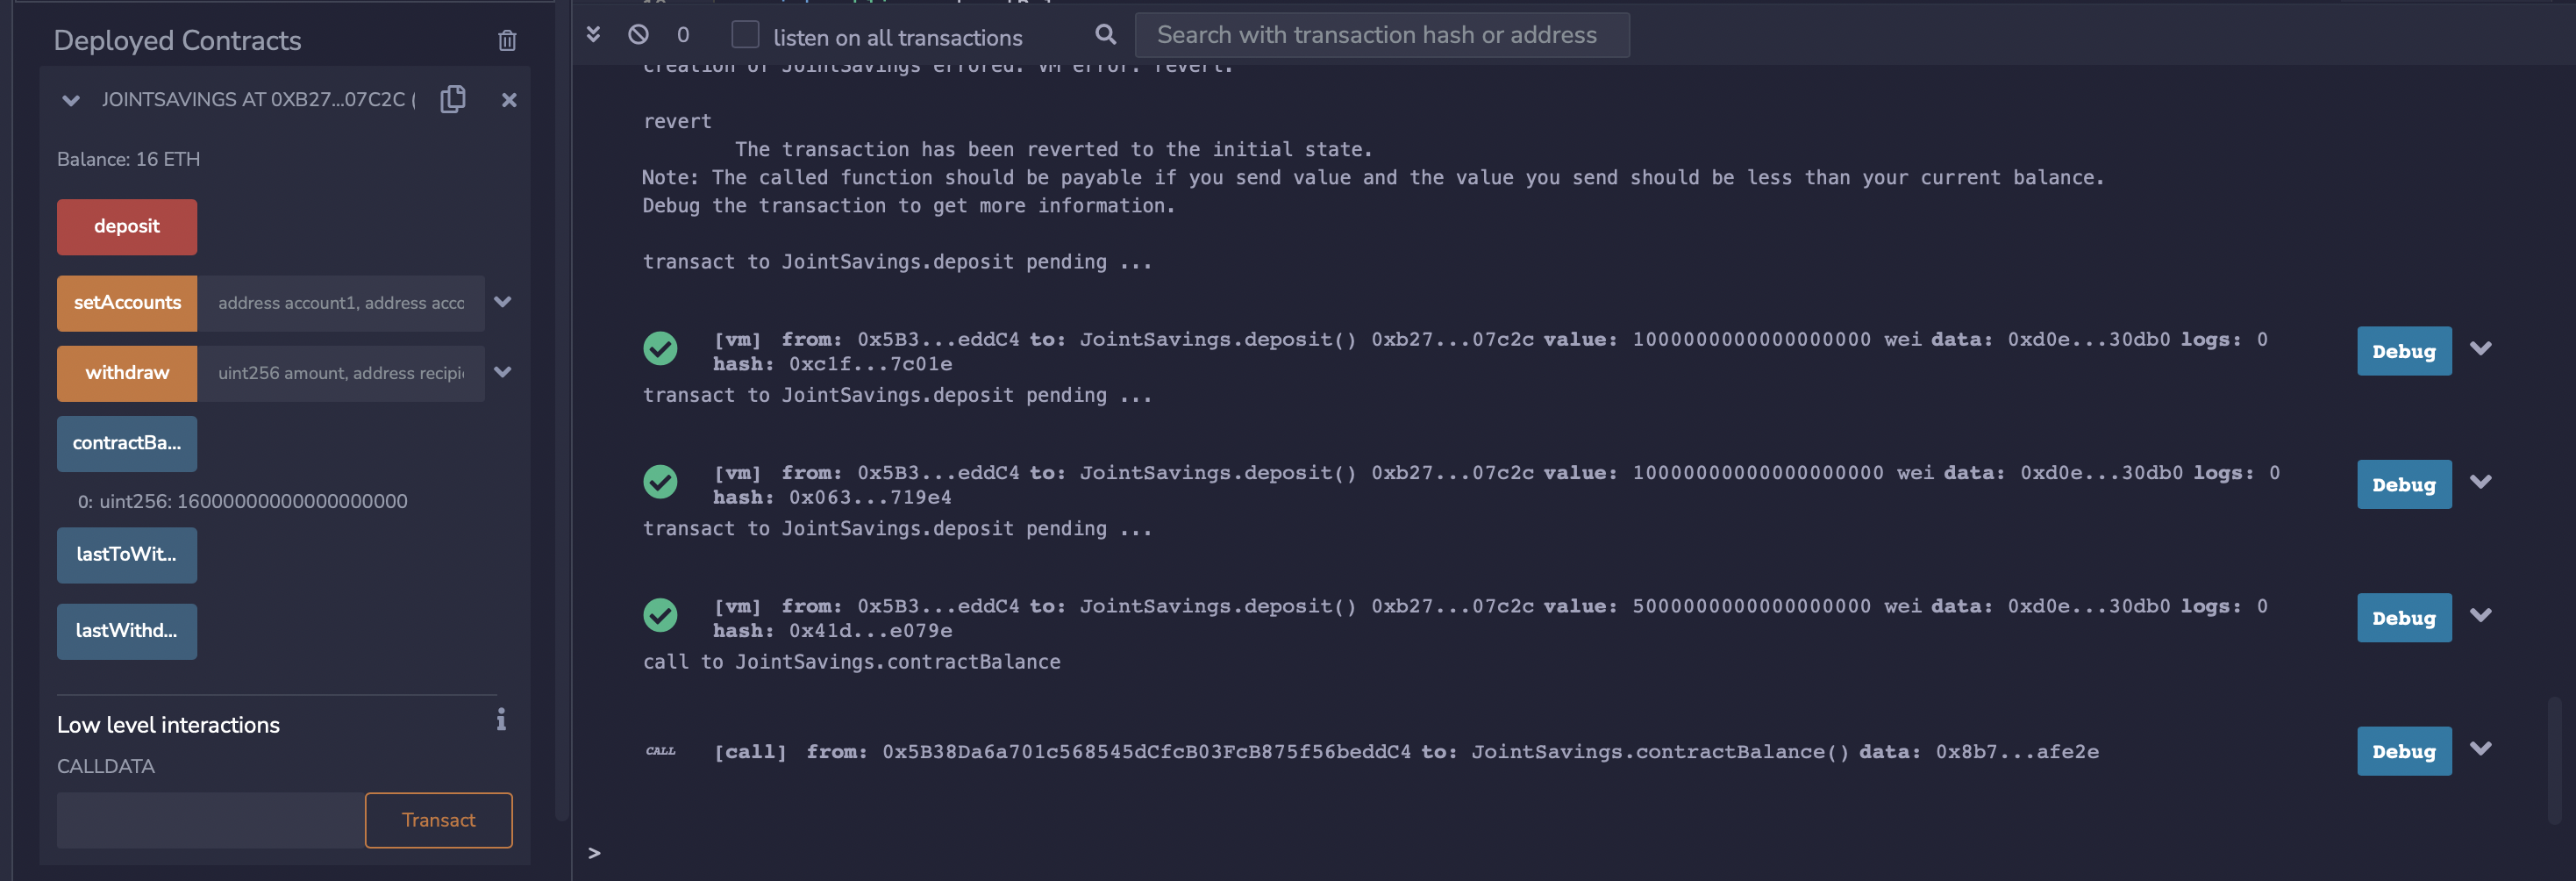 Deployed Contracts
JOINTSAVINGS AT 0XB27...07C2C (
Balance: 16 ETH
deposit
setAccounts
address account1, address acco
withdraw
uint256 amount, address recipi
contractBa...
0: uint256: 16000000000000000000
lastToWit...
lastWithd...
Low level interactions
i
CALLDATA
Transact
0
listen on all transactions
Search with transaction hash or address
creation of JointSavings errored: VM error: revert.
revert
The transaction has been reverted to the initial state.
Note: The called function should be payable if you send value and the value you send should be less than your current balance.
Debug the transaction to get more information.
transact to JointSavings.deposit pending ...
[vm] from: 0x5B3...eddC4 to: JointSavings.deposit() 0xb27...07c2c value: 1000000000000000000 wei data: 0xd0e...30db0 logs: 0
hash: 0xc1f...7c01e
Debug
transact to JointSavings.deposit pending ...
[vm] from: 0x5B3...eddC4 to: JointSavings.deposit() 0xb27...07c2c value: 10000000000000000000 wei data: 0xd0e...30db0 logs: 0
hash: 0x063...719e4
Debug
transact to JointSavings.deposit pending ...
[vm] from: 0x5B3...eddC4 to: JointSavings.deposit() 0xb27...07c2c value: 5000000000000000000 wei data: 0xd0e...30db0 logs: 0
hash: 0x41d...e079e
Debug
call to JointSavings.contractBalance
CALL
[call] from: 0x5B38Da6a701c568545dCfcB03FcB875f56beddC4 to: JointSavings.contractBalance() data: 0x8b7...afe2e
Debug
>